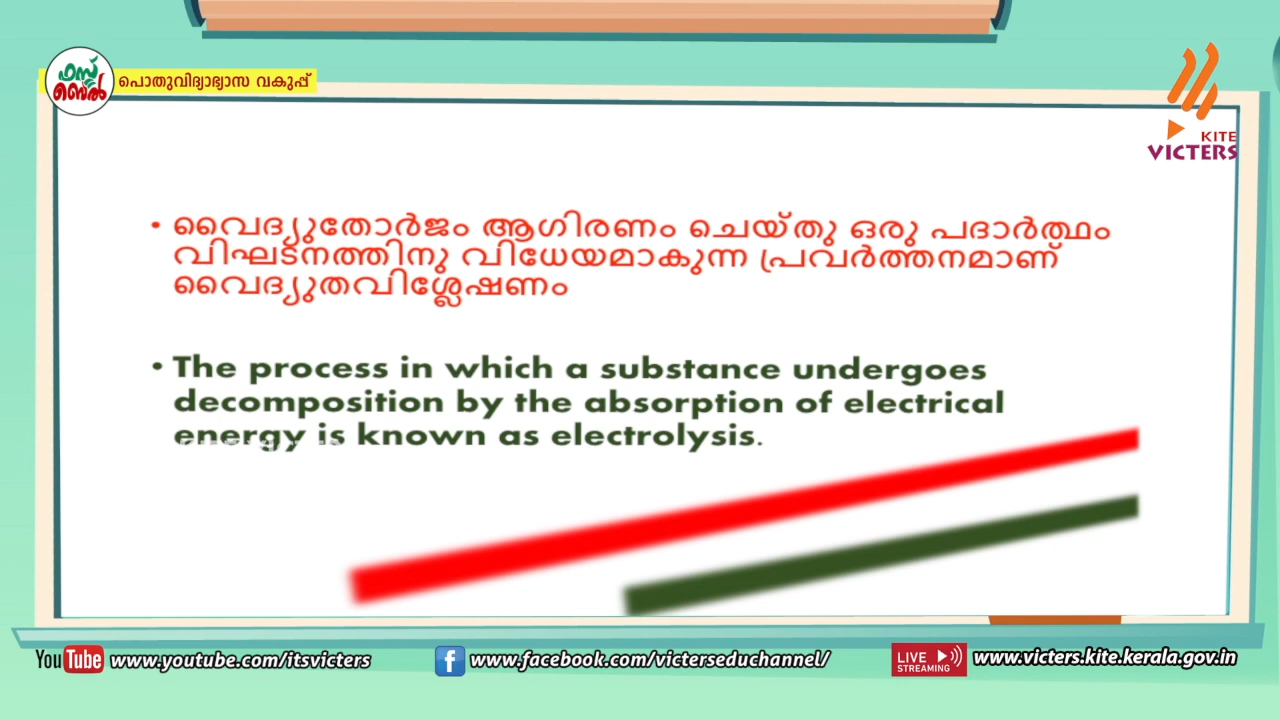 ഫസ്റ്റ്
ബെൽ
പൊതുവിദ്യാഭ്യാസ വകുപ്പ്
KITE
VICTERS
• വൈദ്യുതോർജം ആഗിരണം ചെയ്തു ഒരു പദാർത്ഥം
വിഘടനത്തിനു വിധേയമാകുന്ന പ്രവർത്തനമാണ്
വൈദ്യുതവിശ്ലേഷണം
• The process in which a substance undergoes
decomposition by the absorption of electrical
energy is known as electrolysis.
YouTube www.youtube.com/itsvicters
f www.facebook.com/victerseduchannel/
LIVE
STREAMING
www.victers.kite.kerala.gov.in